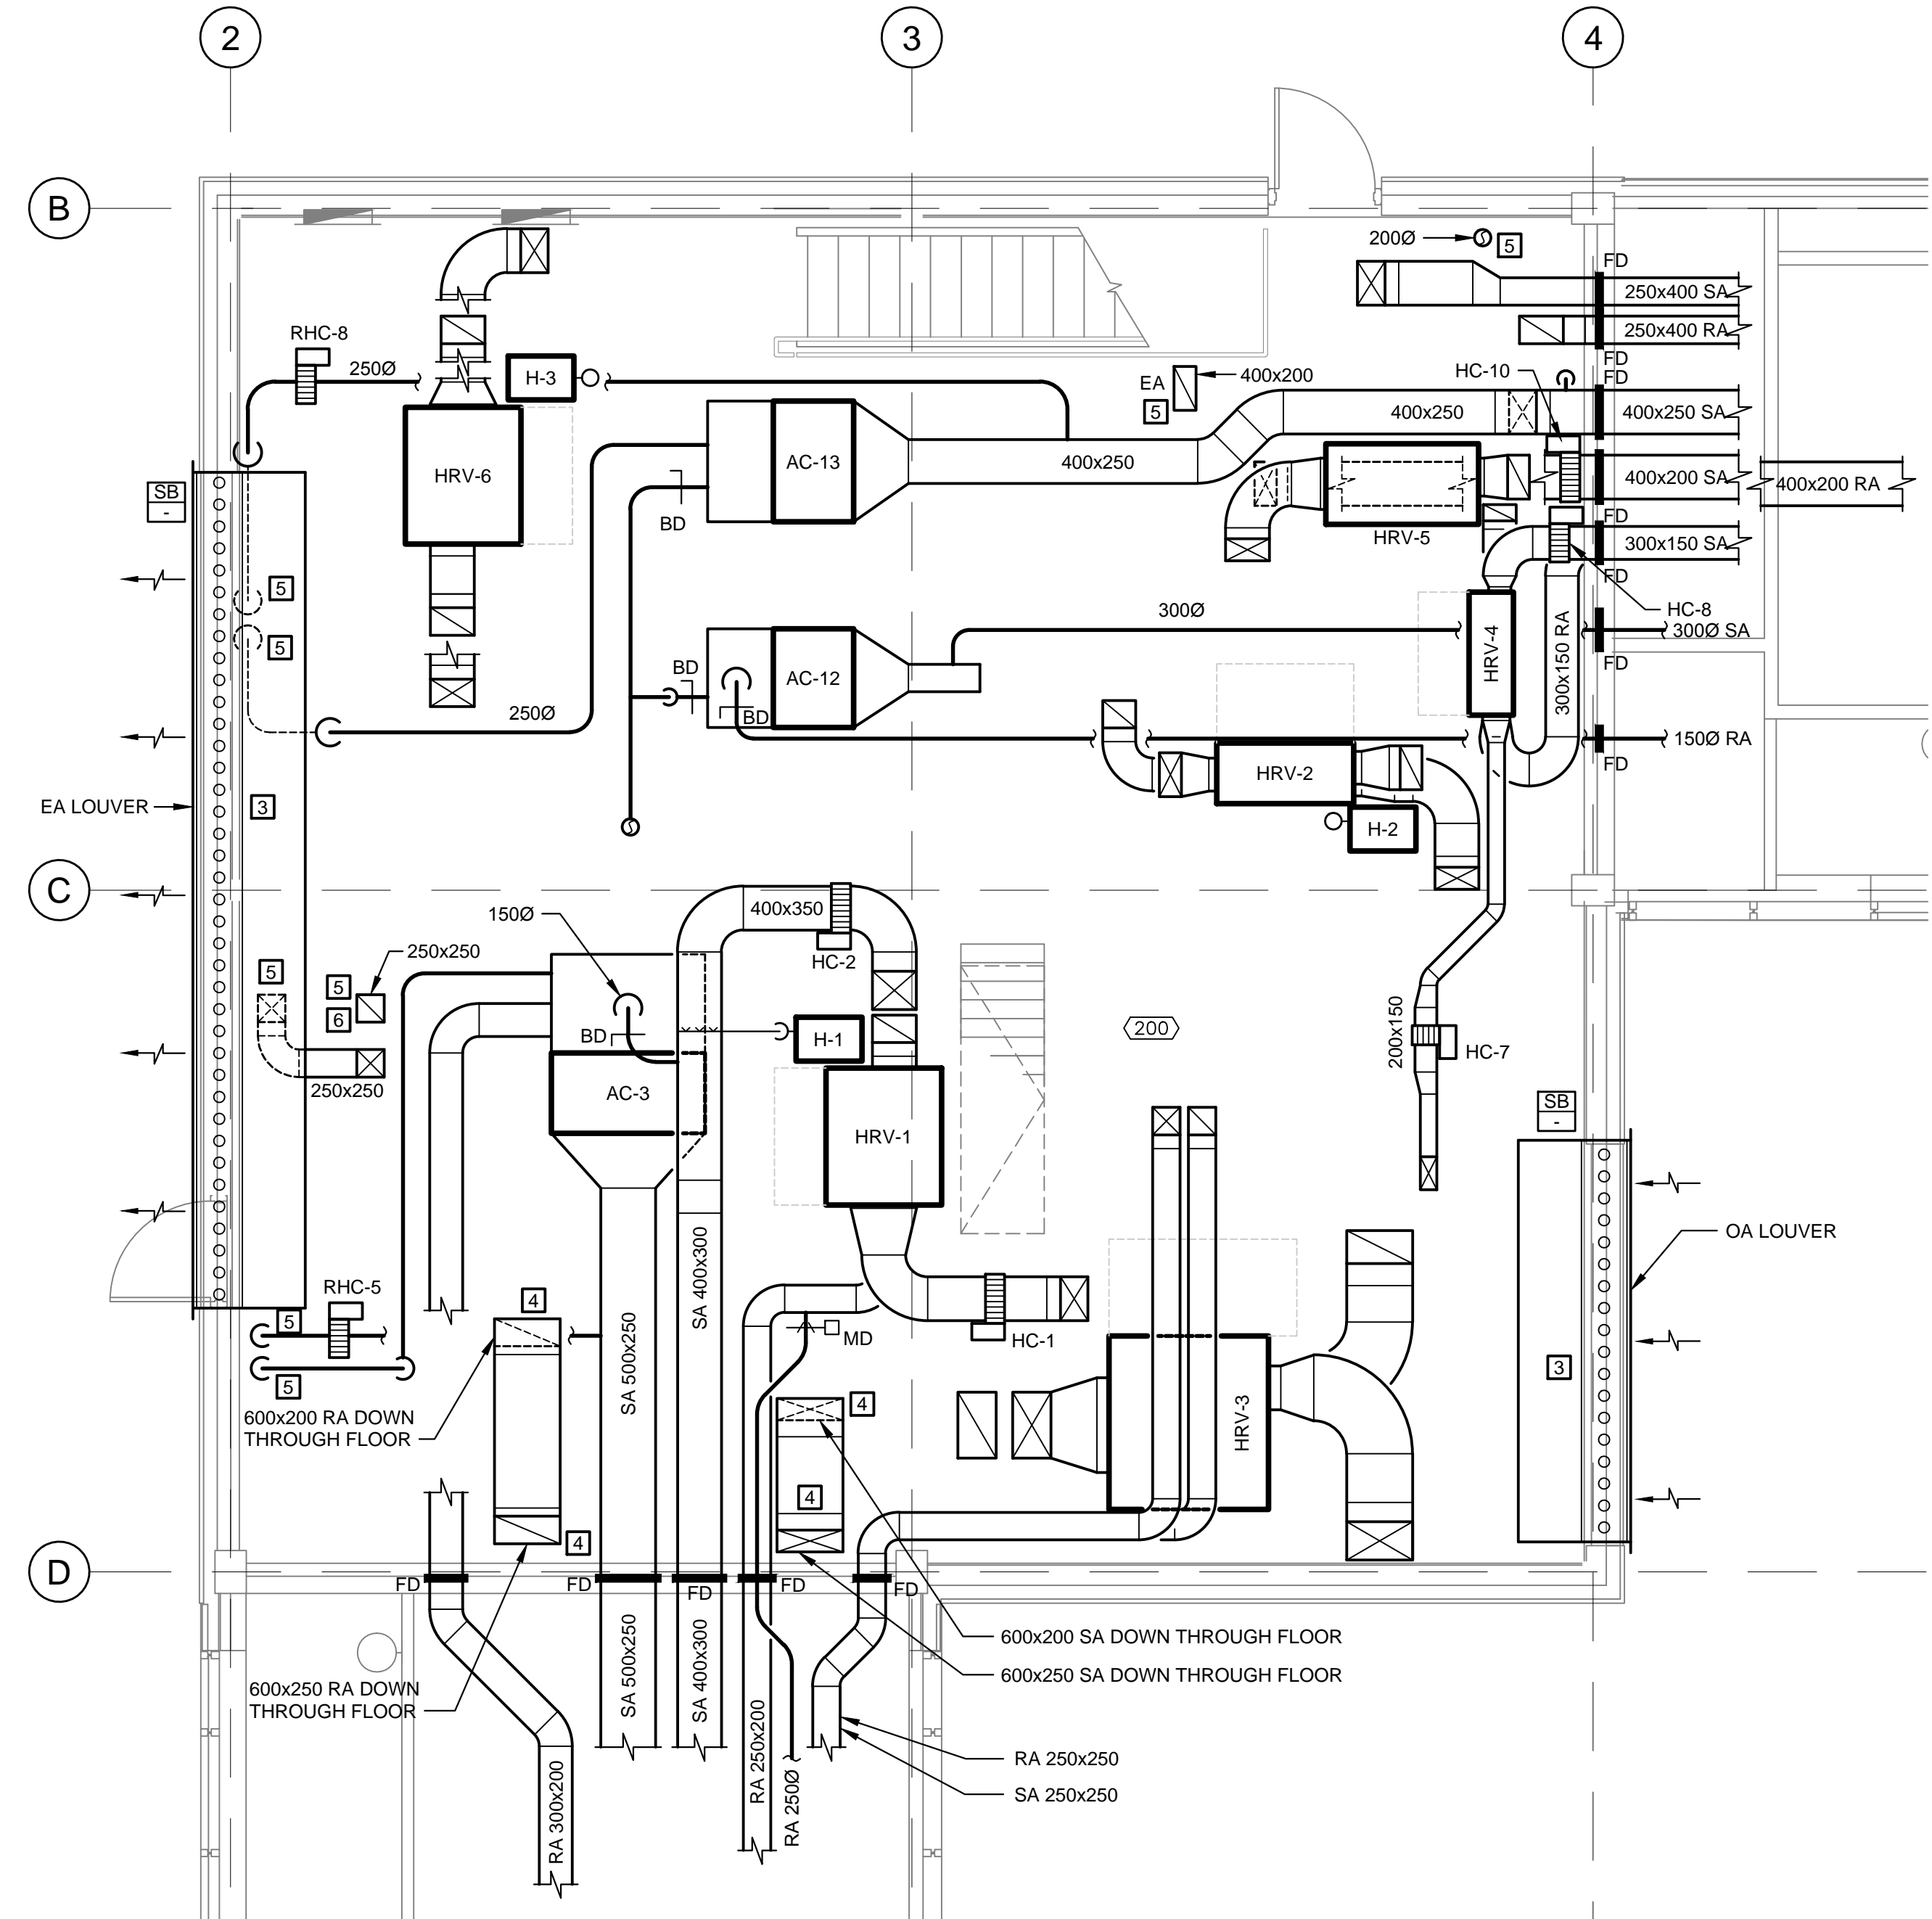 2
3
4
B
200Ø
5
FD
250x400 SA
250x400 RA
FD
FD
RHC-8
250Ø
H-3
EA
400x200
5
HC-10
400x250
400x250 SA
HRV-6
AC-13
400x250
400x200 SA
400x200 RA
SB
-
BD
HRV-5
FD
300x150 SA
FD
5
5
300Ø
HC-8
300Ø SA
HRV-4
300x150 RA
FD
BD
AC-12
BD
250Ø
150Ø RA
FD
HRV-2
H-2
EA LOUVER
3
C
150Ø
400x350
HC-2
250x250
5
5
6
BD
H-1
200
200x150
HC-7
250x250
AC-3
HRV-1
SB
-
OA LOUVER
RHC-5
5
4
SA 500x250
SA 400x300
MD
HC-1
3
5
4
HRV-3
600x200 RA DOWN
THROUGH FLOOR
4
4
D
FD
FD
FD
FD
FD
600x200 SA DOWN THROUGH FLOOR
600x250 SA DOWN THROUGH FLOOR
600x250 RA DOWN
THROUGH FLOOR
SA 500x250
SA 400x300
RA 250x200
RA 250Ø
RA 300x200
RA 250x250
SA 250x250